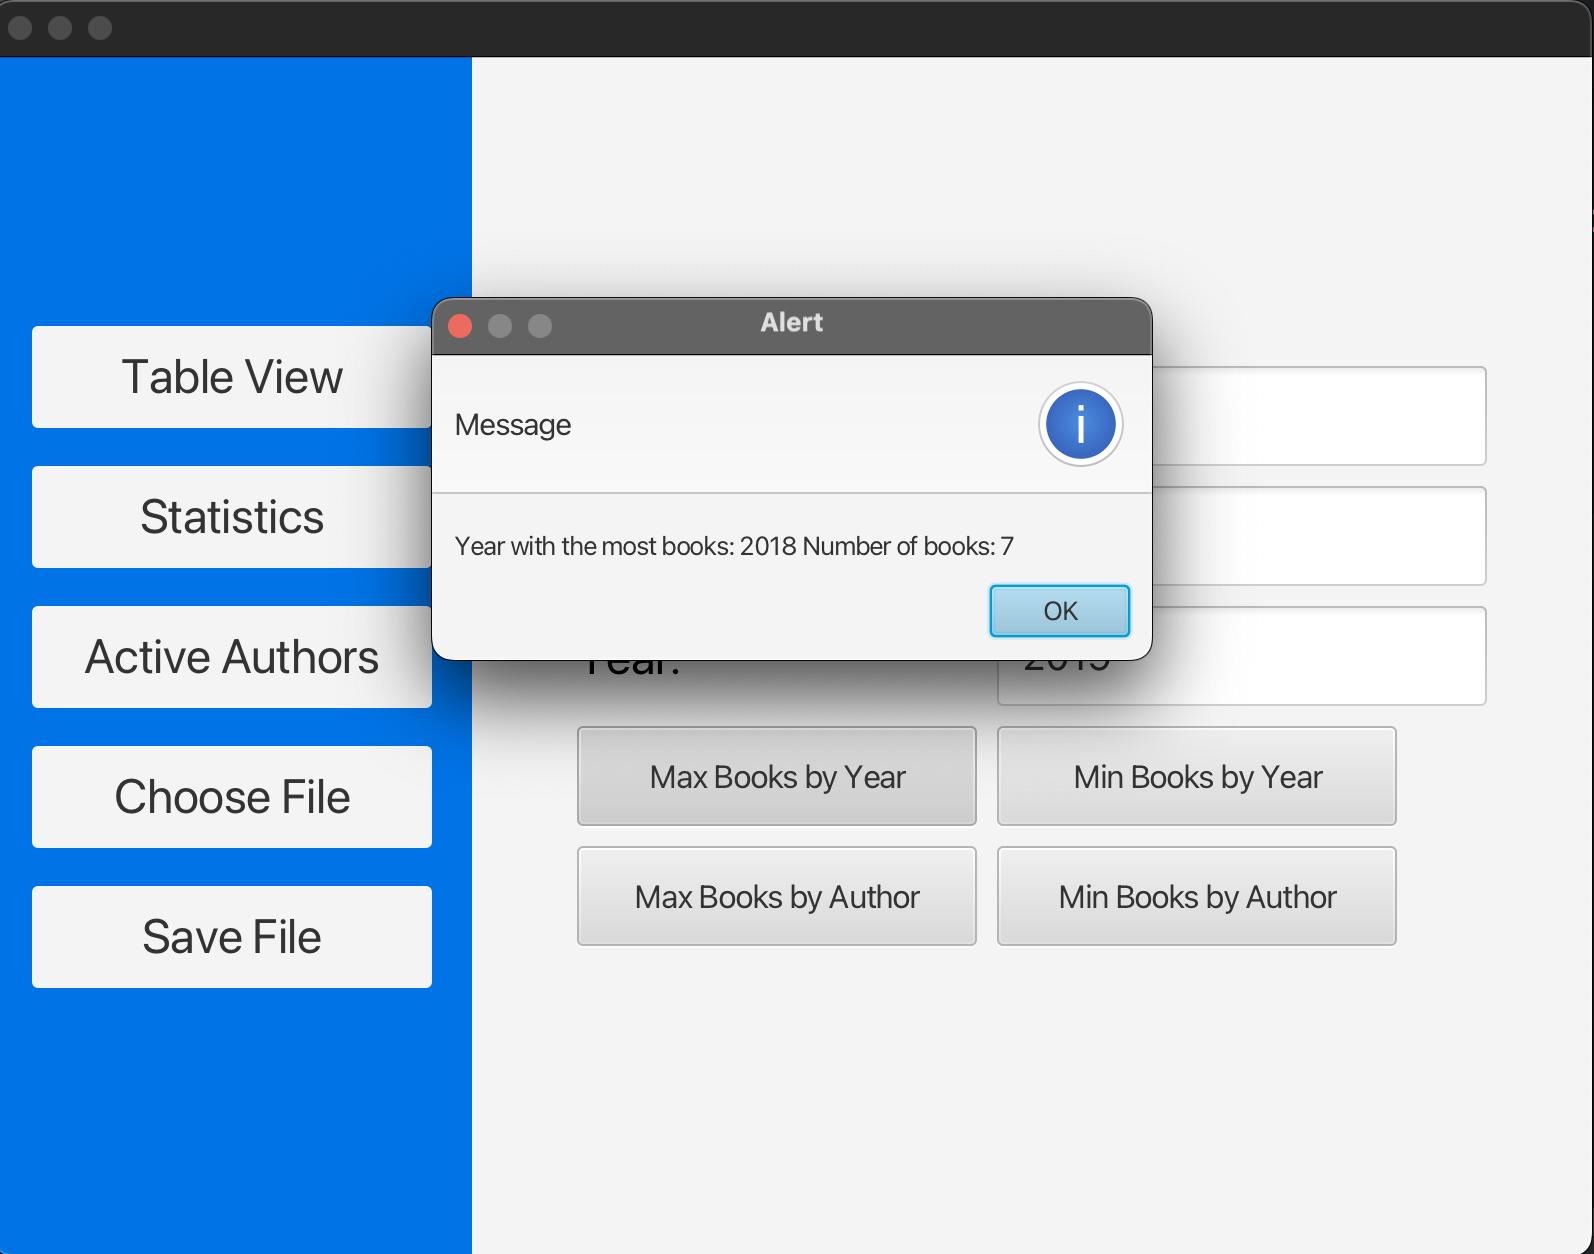 Alert
Message
Year with the most books: 2018 Number of books: 7
OK
Table View
Statistics
Active Authors
Choose File
Save File
Year:
Max Books by Year
Min Books by Year
Max Books by Author
Min Books by Author